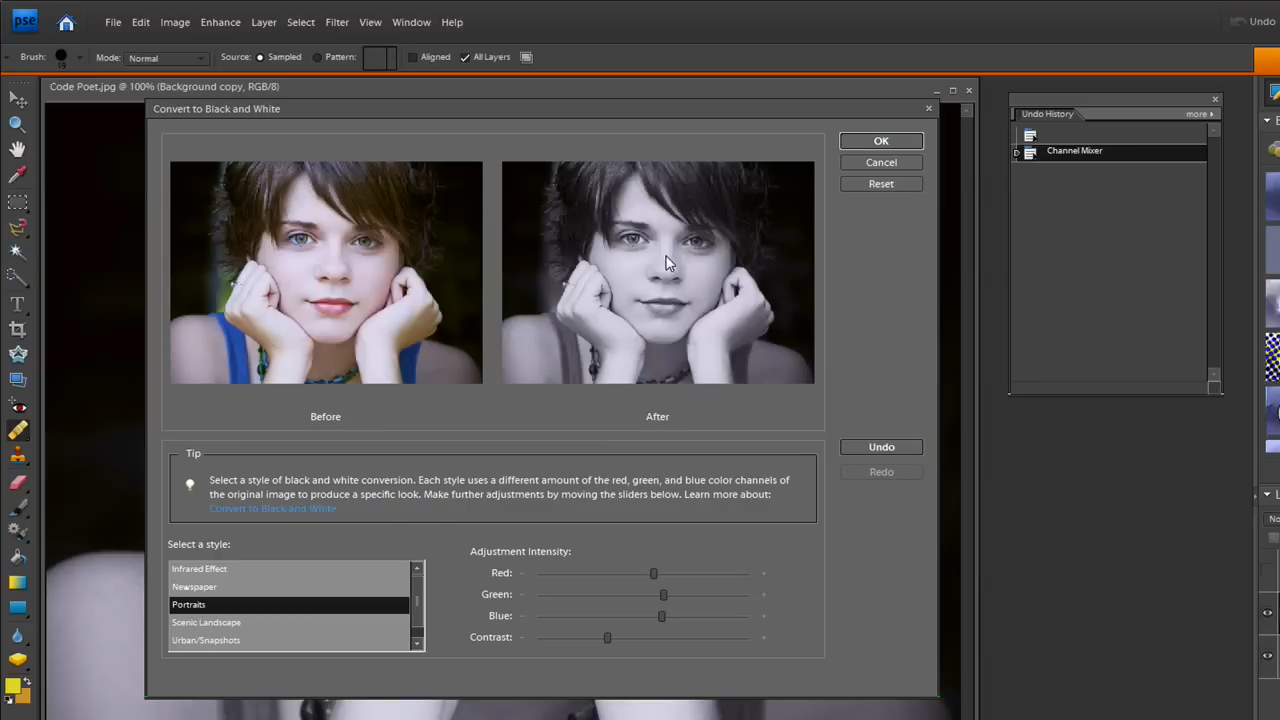 pse File Edit Image Enhance Layer Select Filter View Window Help Undo
Brush: 19 Mode: Normal Source: Sampled Pattern: Aligned All Layers
Code Poet.jpg @ 100% (Background copy, RGB/8)
Convert to Black and White
OK
Cancel
Reset
Undo History more
Channel Mixer
Before After
Undo
Redo
Tip
Select a style of black and white conversion. Each style uses a different amount of the red, green, and blue color channels of
the original image to produce a specific look. Make further adjustments by moving the sliders below. Learn more about:
Convert to Black and White
Select a style:
Infrared Effect
Newspaper
Portraits
Scenic Landscape
Urban/Snapshots
Adjustment Intensity:
Red:
Green:
Blue:
Contrast: